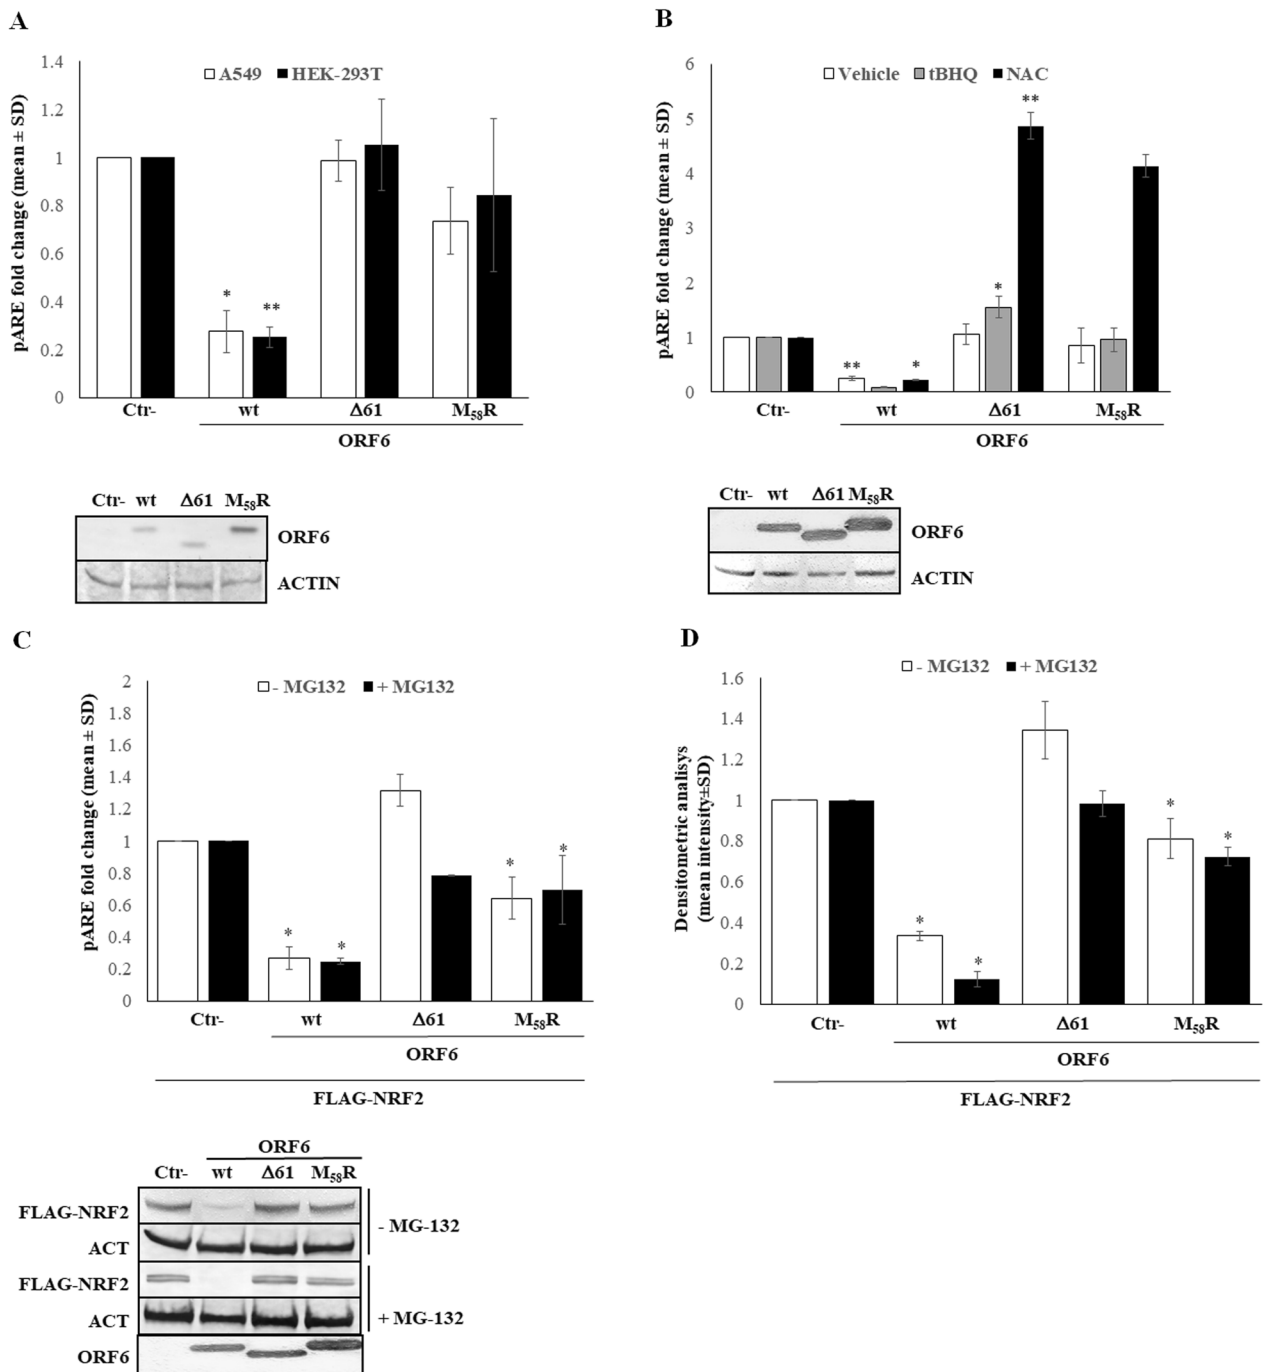 A
pARE fold change (mean ± SD)
A549 HEK-293T
1.4
1.2
1
0.8
0.6
0.4
0.2
0
* **
Ctr- wt Δ61 M₅₈R
ORF6
Ctr- wt Δ61 M₅₈R
ORF6
ACTIN
B
pARE fold change (mean ± SD)
Vehicle tBHQ NAC
6
5
4
3
2
1
0
** * * **
Ctr- wt Δ61 M₅₈R
ORF6
Ctr- wt Δ61 M₅₈R
ORF6
ACTIN
C
pARE fold change (mean ± SD)
- MG132 + MG132
2
1.8
1.6
1.4
1.2
1
0.8
0.6
0.4
0.2
0
* * * *
Ctr- wt Δ61 M₅₈R
ORF6
FLAG-NRF2
ORF6
Ctr- wt Δ61 M₅₈R
FLAG-NRF2
ACT
- MG-132
FLAG-NRF2
ACT
+ MG-132
ORF6
D
Densitometric analisys
(mean intensity±SD)
- MG132 + MG132
1.6
1.4
1.2
1
0.8
0.6
0.4
0.2
0
* * * *
Ctr- wt Δ61 M₅₈R
ORF6
FLAG-NRF2